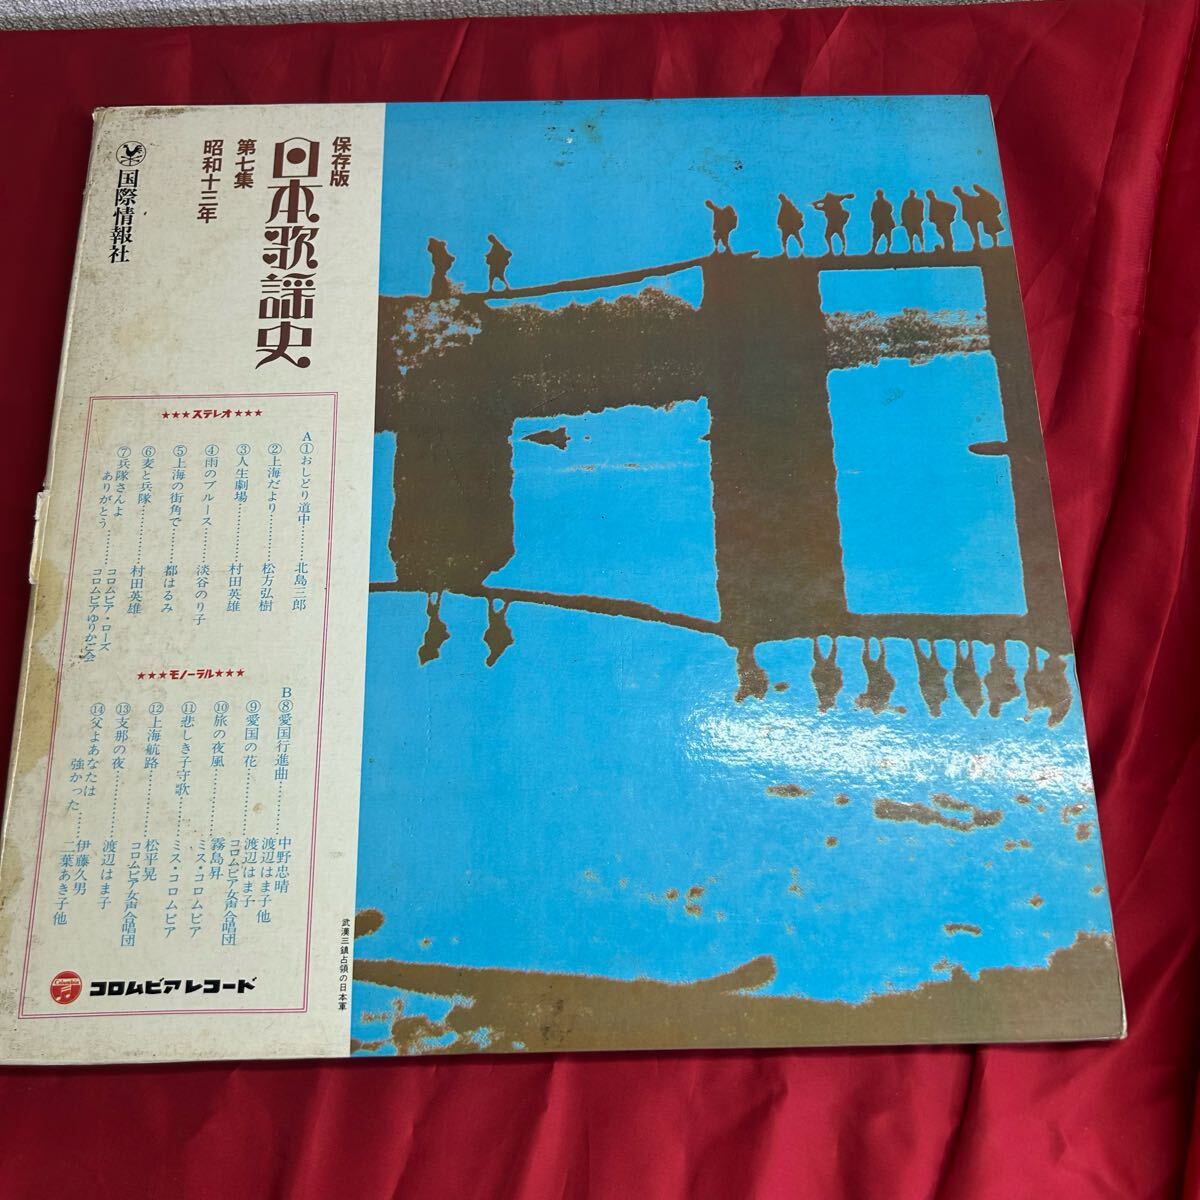 保存版
日本歌謡史
第七集
昭和十三年
国際情報社
★★★ステレオ★★★
A①おしどり道中………北島三郎
②上海だより…………松方弘樹
③人生劇場……………村田英雄
④雨のブルース………淡谷のり子
⑤上海の街角で………都はるみ
⑥麦と兵隊……………村田英雄
⑦兵隊さんよ
ありがとう………コロムビア・ローズ
コロムビアゆりかご会
★★★モノーラル★★★
B⑧愛国行進曲………中野忠晴
渡辺はま子他
⑨愛国の花…………渡辺はま子
コロムビア女声合唱団
⑩旅の夜風…………霧島昇
ミス・コロムビア
⑪悲しき子守歌……ミス・コロムビア
⑫上海航路…………松平晃
コロムビア女声合唱団
⑬支那の夜…………渡辺はま子
⑭父よあなたは
強かった……伊藤久男
二葉あき子他
武漢三鎮占領の日本軍
Columbia
コロムビアレコード